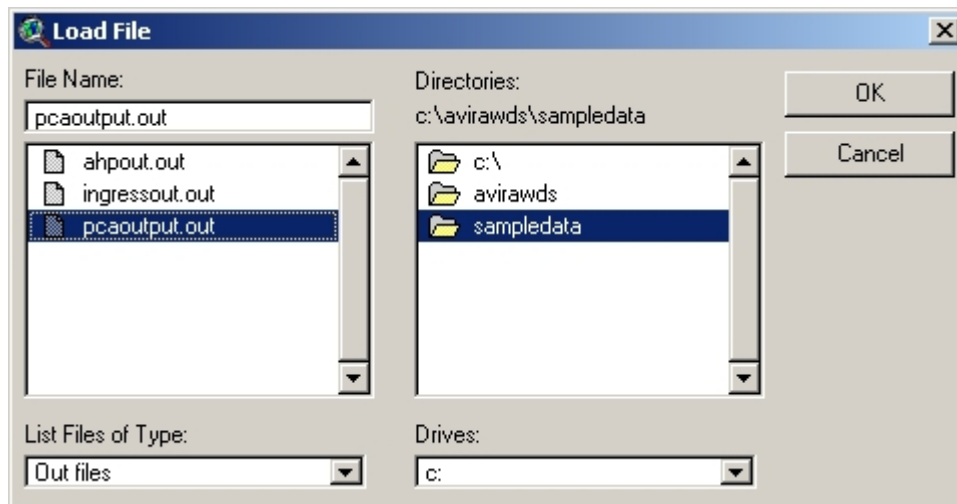 Load File
File Name:
pcaoutput.out
ahpout.out
ingressout.out
pcaoutput.out
List Files of Type:
Out files
Directories:
c:\avirawds\sampledata
c:\
avirawds
sampledata
Drives:
c:
OK
Cancel